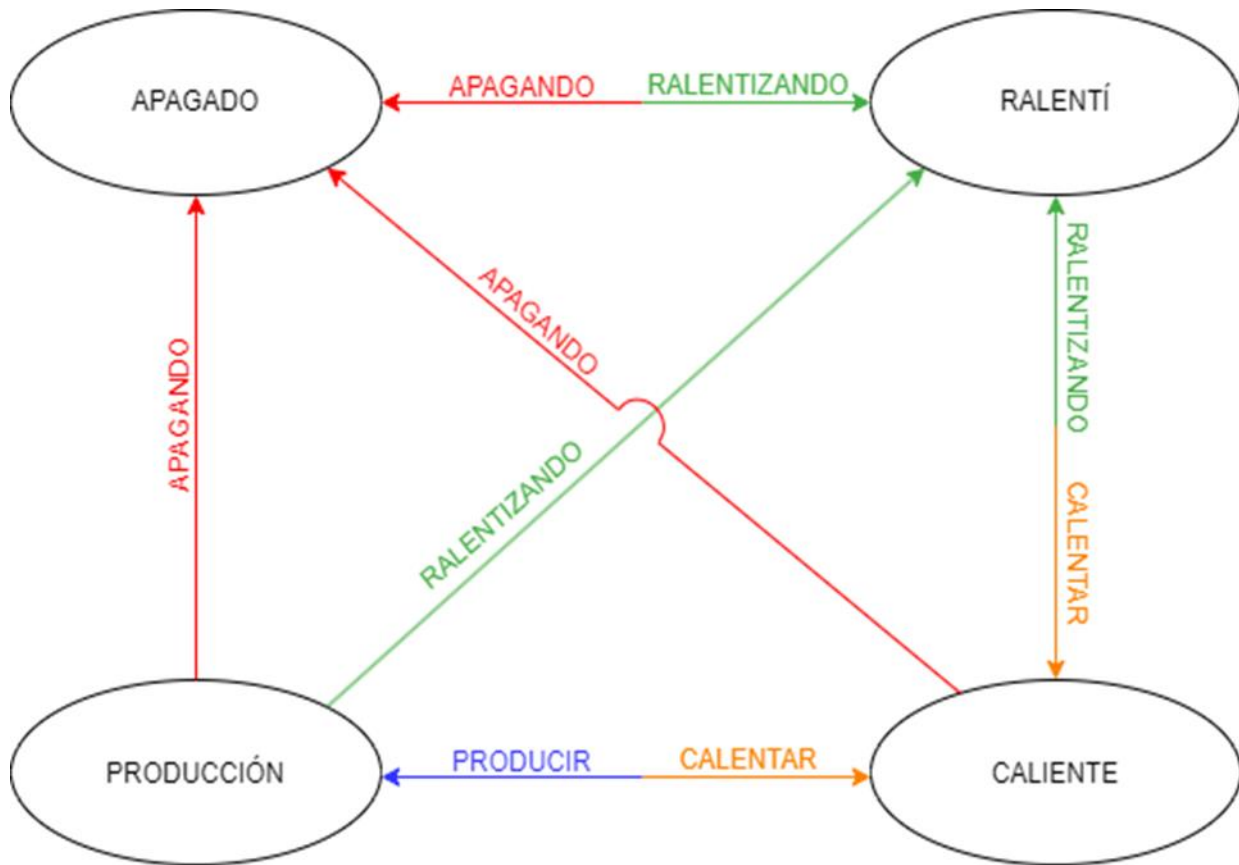 APAGADO
APAGANDO
RALENTIZANDO
RALENTÍ
APAGANDO
APAGANDO
RALENTIZANDO
RALENTIZANDO
CALENTAR
PRODUCCIÓN
PRODUCIR
CALENTAR
CALIENTE